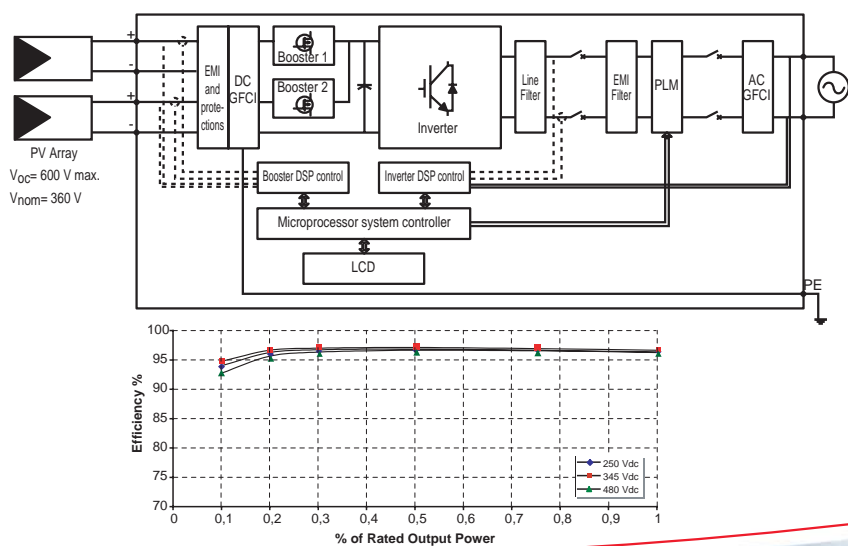 +
-
+
-
PV Array
VOC= 600 V max.
Vnom= 360 V
EMI
and
prote-
ctions
DC
GFCI
Booster 1
Booster 2
Inverter
Line
Filter
EMI
Filter
PLM
AC
GFCI
Booster DSP control
Inverter DSP control
Microprocessor system controller
LCD
PE
Efficiency %
100
95
90
85
80
75
70
0
0,1
0,2
0,3
0,4
0,5
0,6
0,7
0,8
0,9
1
% of Rated Output Power
250 Vdc
345 Vdc
480 Vdc